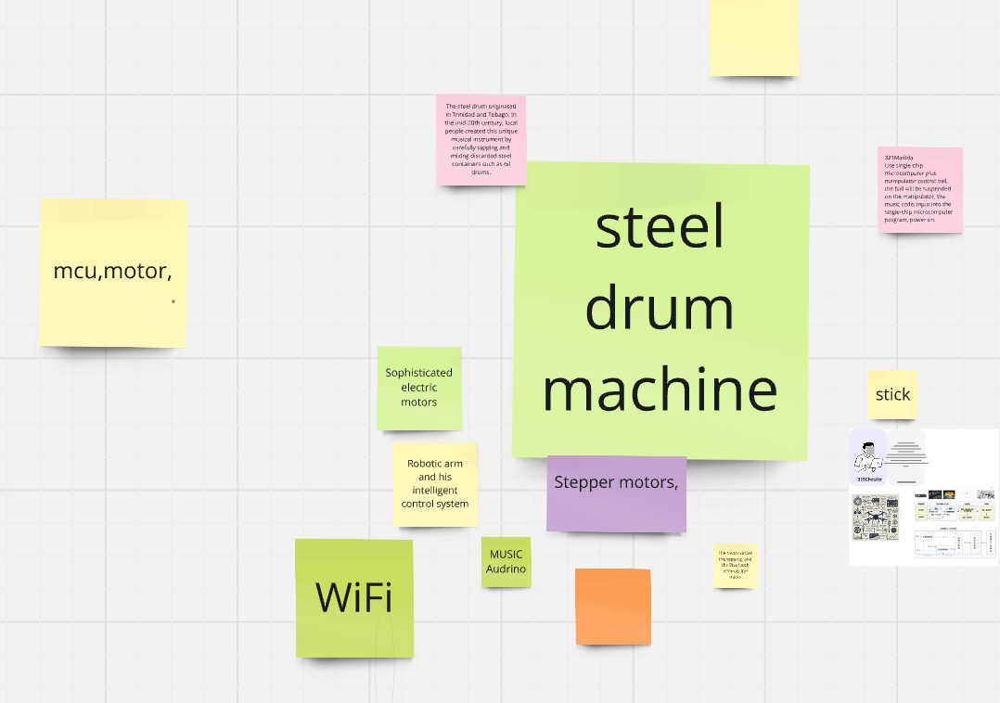 The steel drum originated
in Trinidad and Tobago. In
the mid-20th century, local
people created this unique
musical instrument by
carefully tapping and
mixing discarded steel
containers such as oil
drums.
321Matilda
Use single-chip
microcomputer plus
manipulator control ball,
the ball will be suspended
on the manipulator, the
music code, input into the
single-chip microcomputer
program, power on.
steel
drum
machine
mcu,motor,
.
Sophisticated
electric
motors
stick
Robotic arm
and his
intelligent
control system
Stepper motors,
315Chester
MUSIC
Audrino
The motor drives
the tapping, and
the Bluetooth
controls the
tracks
WiFi